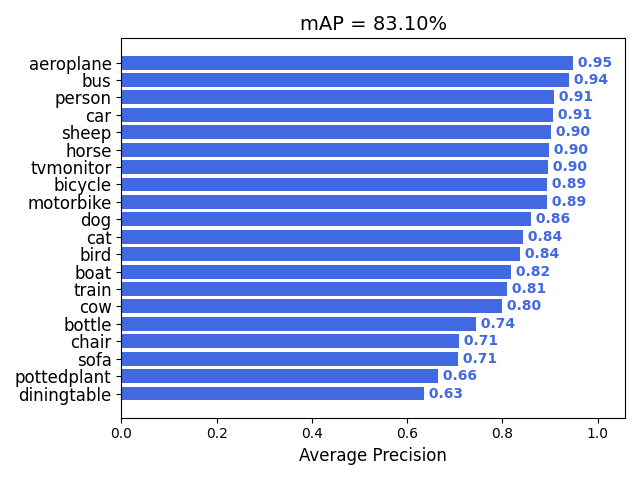 mAP = 83.10%
aeroplane 0.95
bus 0.94
person 0.91
car 0.91
sheep 0.90
horse 0.90
tvmonitor 0.90
bicycle 0.89
motorbike 0.89
dog 0.86
cat 0.84
bird 0.84
boat 0.82
train 0.81
cow 0.80
bottle 0.74
chair 0.71
sofa 0.71
pottedplant 0.66
diningtable 0.63
0.0 0.2 0.4 0.6 0.8 1.0
Average Precision